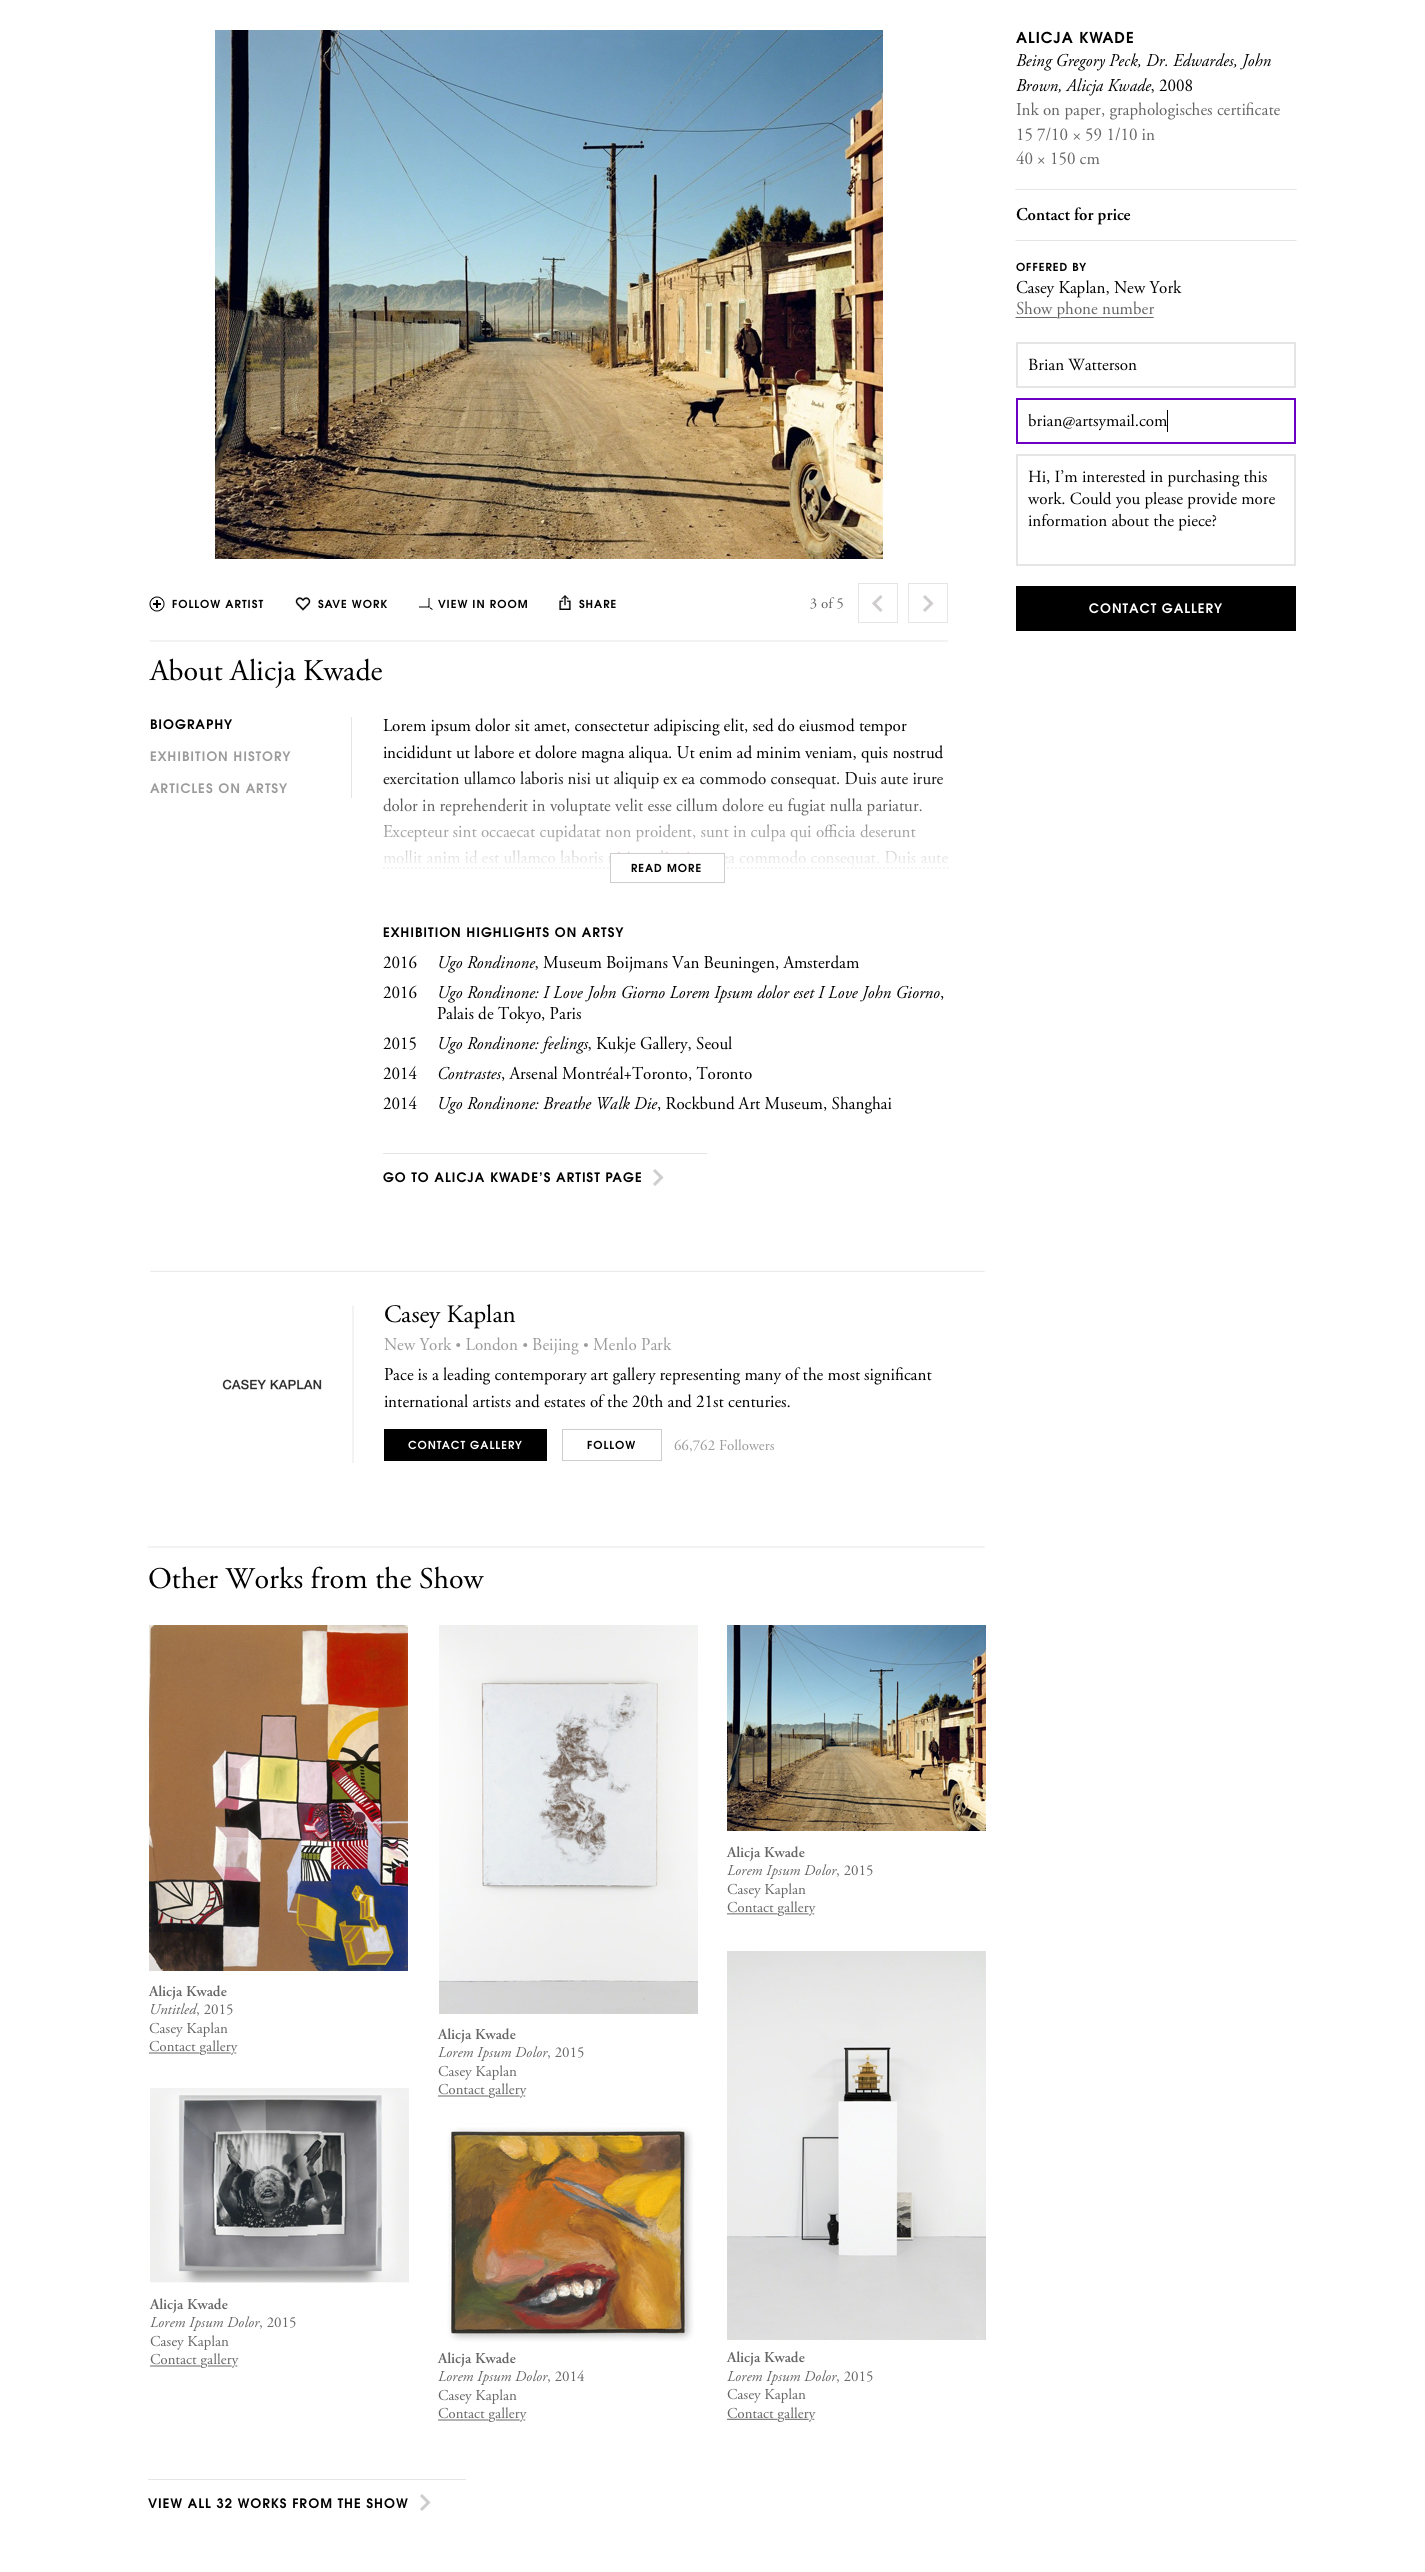 ALICJA KWADE
Being Gregory Peck, Dr. Edwardes, John
Brown, Alicja Kwade, 2008
Ink on paper, graphologisches certificate
15 7/10 × 59 1/10 in
40 × 150 cm
Contact for price
OFFERED BY
Casey Kaplan, New York
Show phone number
Brian Watterson
brian@artsymail.com
Hi, I’m interested in purchasing this
work. Could you please provide more
information about the piece?
CONTACT GALLERY
FOLLOW ARTIST
SAVE WORK
VIEW IN ROOM
SHARE
3 of 5
About Alicja Kwade
BIOGRAPHY
EXHIBITION HISTORY
ARTICLES ON ARTSY
Lorem ipsum dolor sit amet, consectetur adipiscing elit, sed do eiusmod tempor
incididunt ut labore et dolore magna aliqua. Ut enim ad minim veniam, quis nostrud
exercitation ullamco laboris nisi ut aliquip ex ea commodo consequat. Duis aute irure
dolor in reprehenderit in voluptate velit esse cillum dolore eu fugiat nulla pariatur.
Excepteur sint occaecat cupidatat non proident, sunt in culpa qui officia deserunt
mollit anim id est ullamco laboris ea commodo consequat. Duis aute
READ MORE
EXHIBITION HIGHLIGHTS ON ARTSY
2016 Ugo Rondinone, Museum Boijmans Van Beuningen, Amsterdam
2016 Ugo Rondinone: I Love John Giorno Lorem Ipsum dolor eset I Love John Giorno,
Palais de Tokyo, Paris
2015 Ugo Rondinone: feelings, Kukje Gallery, Seoul
2014 Contrastes, Arsenal Montréal+Toronto, Toronto
2014 Ugo Rondinone: Breathe Walk Die, Rockbund Art Museum, Shanghai
GO TO ALICJA KWADE’S ARTIST PAGE
CASEY KAPLAN
Casey Kaplan
New York • London • Beijing • Menlo Park
Pace is a leading contemporary art gallery representing many of the most significant
international artists and estates of the 20th and 21st centuries.
CONTACT GALLERY
FOLLOW
66,762 Followers
Other Works from the Show
Alicja Kwade
Untitled, 2015
Casey Kaplan
Contact gallery
Alicja Kwade
Lorem Ipsum Dolor, 2015
Casey Kaplan
Contact gallery
Alicja Kwade
Lorem Ipsum Dolor, 2015
Casey Kaplan
Contact gallery
Alicja Kwade
Lorem Ipsum Dolor, 2015
Casey Kaplan
Contact gallery
Alicja Kwade
Lorem Ipsum Dolor, 2014
Casey Kaplan
Contact gallery
Alicja Kwade
Lorem Ipsum Dolor, 2015
Casey Kaplan
Contact gallery
VIEW ALL 32 WORKS FROM THE SHOW